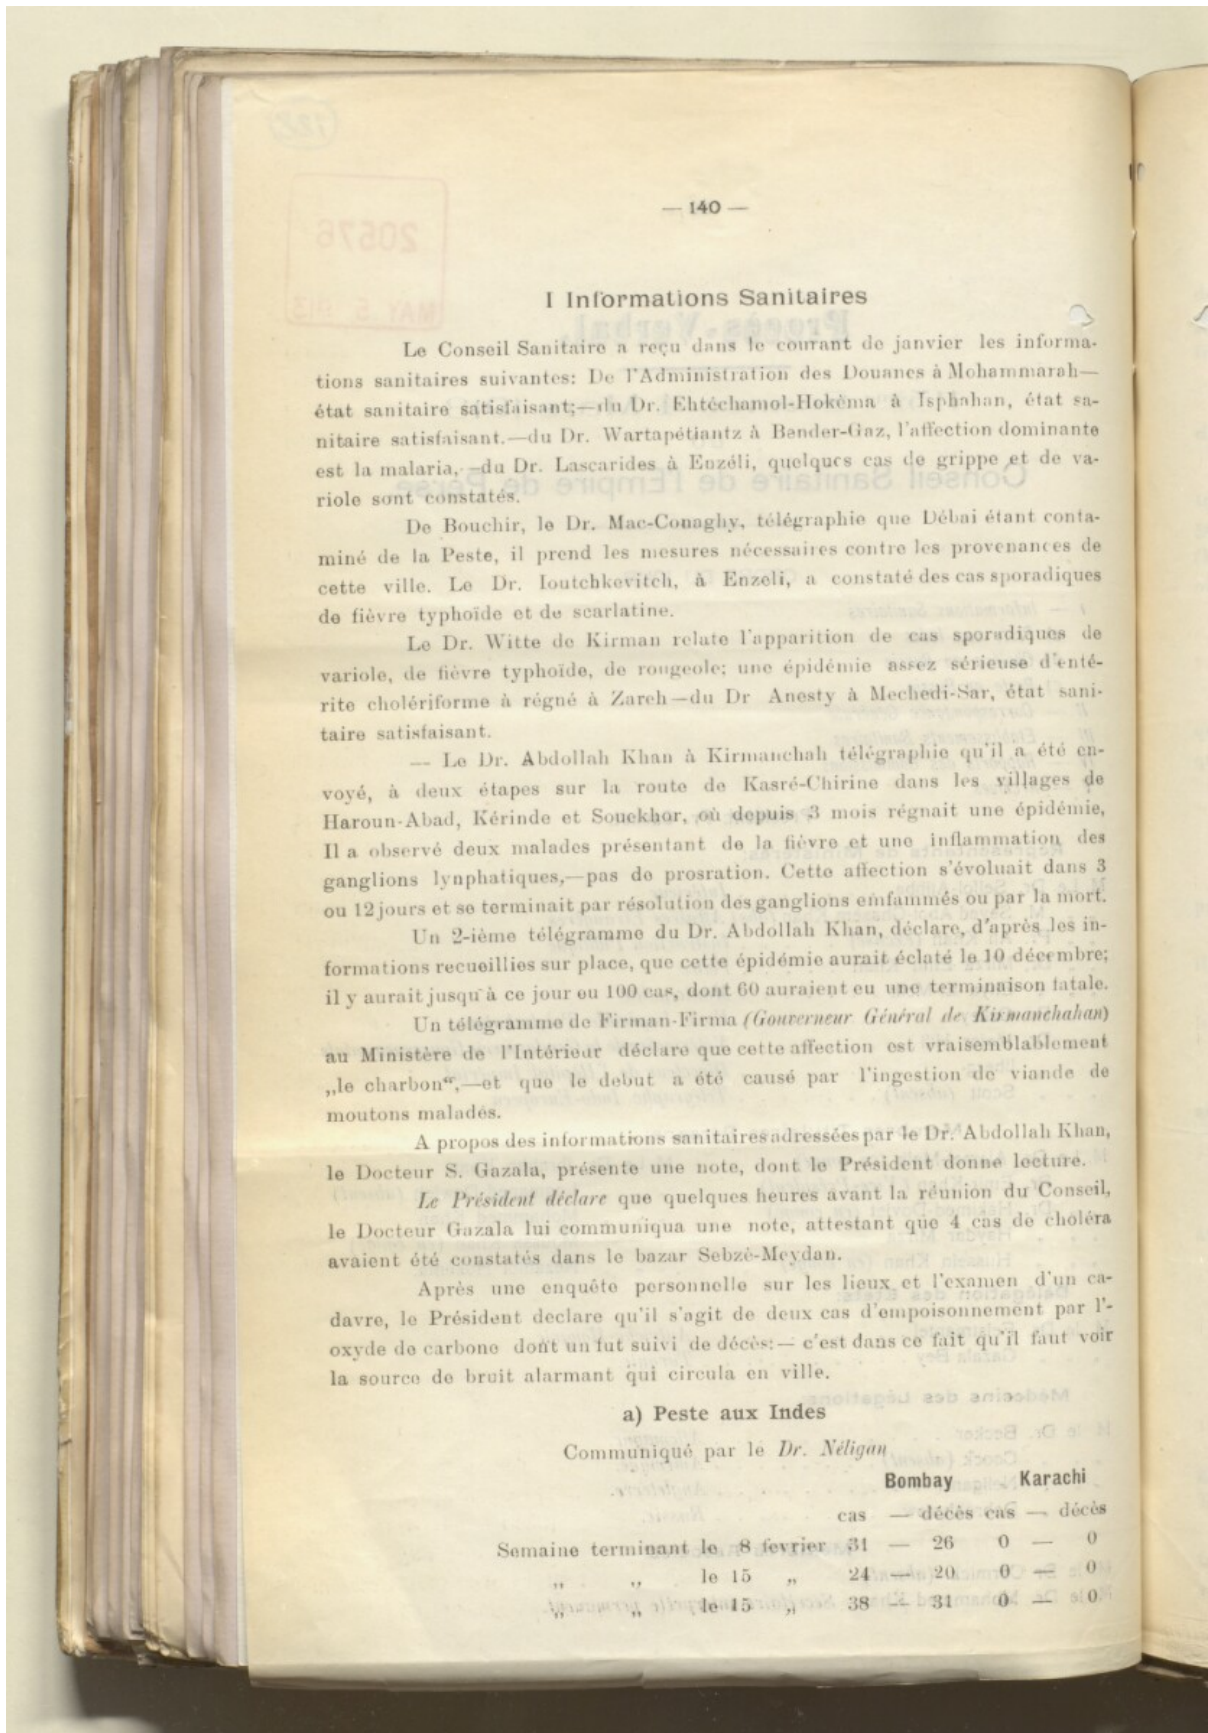 — 140 —
I Informations Sanitaires
Le Conseil Sanitaire a reçu dans le courant de janvier les informa-
tions sanitaires suivantes: De l'Administration des Douanes à Mohammarah—
état sanitaire satisfaisant;—du Dr. Ehtéchamol-Hokèma à Isphahan, état sa-
nitaire satisfaisant.—du Dr. Wartapétiantz à Bender-Gaz, l'affection dominante
est la malaria,—du Dr. Lascarides à Enzéli, quelques cas de grippe et de va-
riole sont constatés.
De Bouchir, le Dr. Mac-Conaghy, télégraphie que Débai étant conta-
miné de la Peste, il prend les mesures nécessaires contre les provenances de
cette ville. Le Dr. Ioutchkevitch, à Enzeli, a constaté des cas sporadiques
de fièvre typhoïde et de scarlatine.
Le Dr. Witte de Kirman relate l'apparition de cas sporadiques de
variole, de fièvre typhoïde, de rougeole; une épidémie assez sérieuse d'enté-
rite cholériforme à régné à Zareh—du Dr Anesty à Mechedi-Sar, état sani-
taire satisfaisant.
— Le Dr. Abdollah Khan à Kirmanchah télégraphie qu'il a été en-
voyé, à deux étapes sur la route de Kasré-Chirine dans les villages de
Haroun-Abad, Kérinde et Souekhor, où depuis 3 mois régnait une épidémie,
Il a observé deux malades présentant de la fièvre et une inflammation des
ganglions lynphatiques,—pas de prosration. Cette affection s'évoluait dans 3
ou 12 jours et se terminait par résolution des ganglions emfammés ou par la mort.
Un 2-ième télégramme du Dr. Abdollah Khan, déclare, d'après les in-
formations recueillies sur place, que cette épidémie aurait éclaté le 10 décembre;
il y aurait jusqu'à ce jour eu 100 cas, dont 60 auraient eu une terminaison fatale.
Un télégramme de Firman-Firma (Gouverneur Général de Kirmanchahan)
au Ministère de l'Intérieur déclare que cette affection est vraisemblablement
„le charbon“,—et que le debut a été causé par l'ingestion de viande de
moutons malades.
A propos des informations sanitaires adressées par le Dr. Abdollah Khan,
le Docteur S. Gazala, présente une note, dont le Président donne lecture.
Le Président déclare que quelques heures avant la réunion du Conseil,
le Docteur Gazala lui communiqua une note, attestant que 4 cas de choléra
avaient été constatés dans le bazar Sebzè-Meydan.
Après une enquête personnelle sur les lieux et l'examen d'un ca-
davre, le Président declare qu'il s'agit de deux cas d'empoisonnement par l'-
oxyde de carbone dont un fut suivi de décès:— c'est dans ce fait qu'il faut voir
la source de bruit alarmant qui circula en ville.
a) Peste aux Indes
Communiqué par le Dr. Néligan
Bombay Karachi
cas — décès cas — décès
Semaine terminant le 8 fevrier 31 — 26 0 — 0
„ „ le 15 „ 24 — 20 0 — 0
„ „ le 15 „ 38 — 31 0 — 0